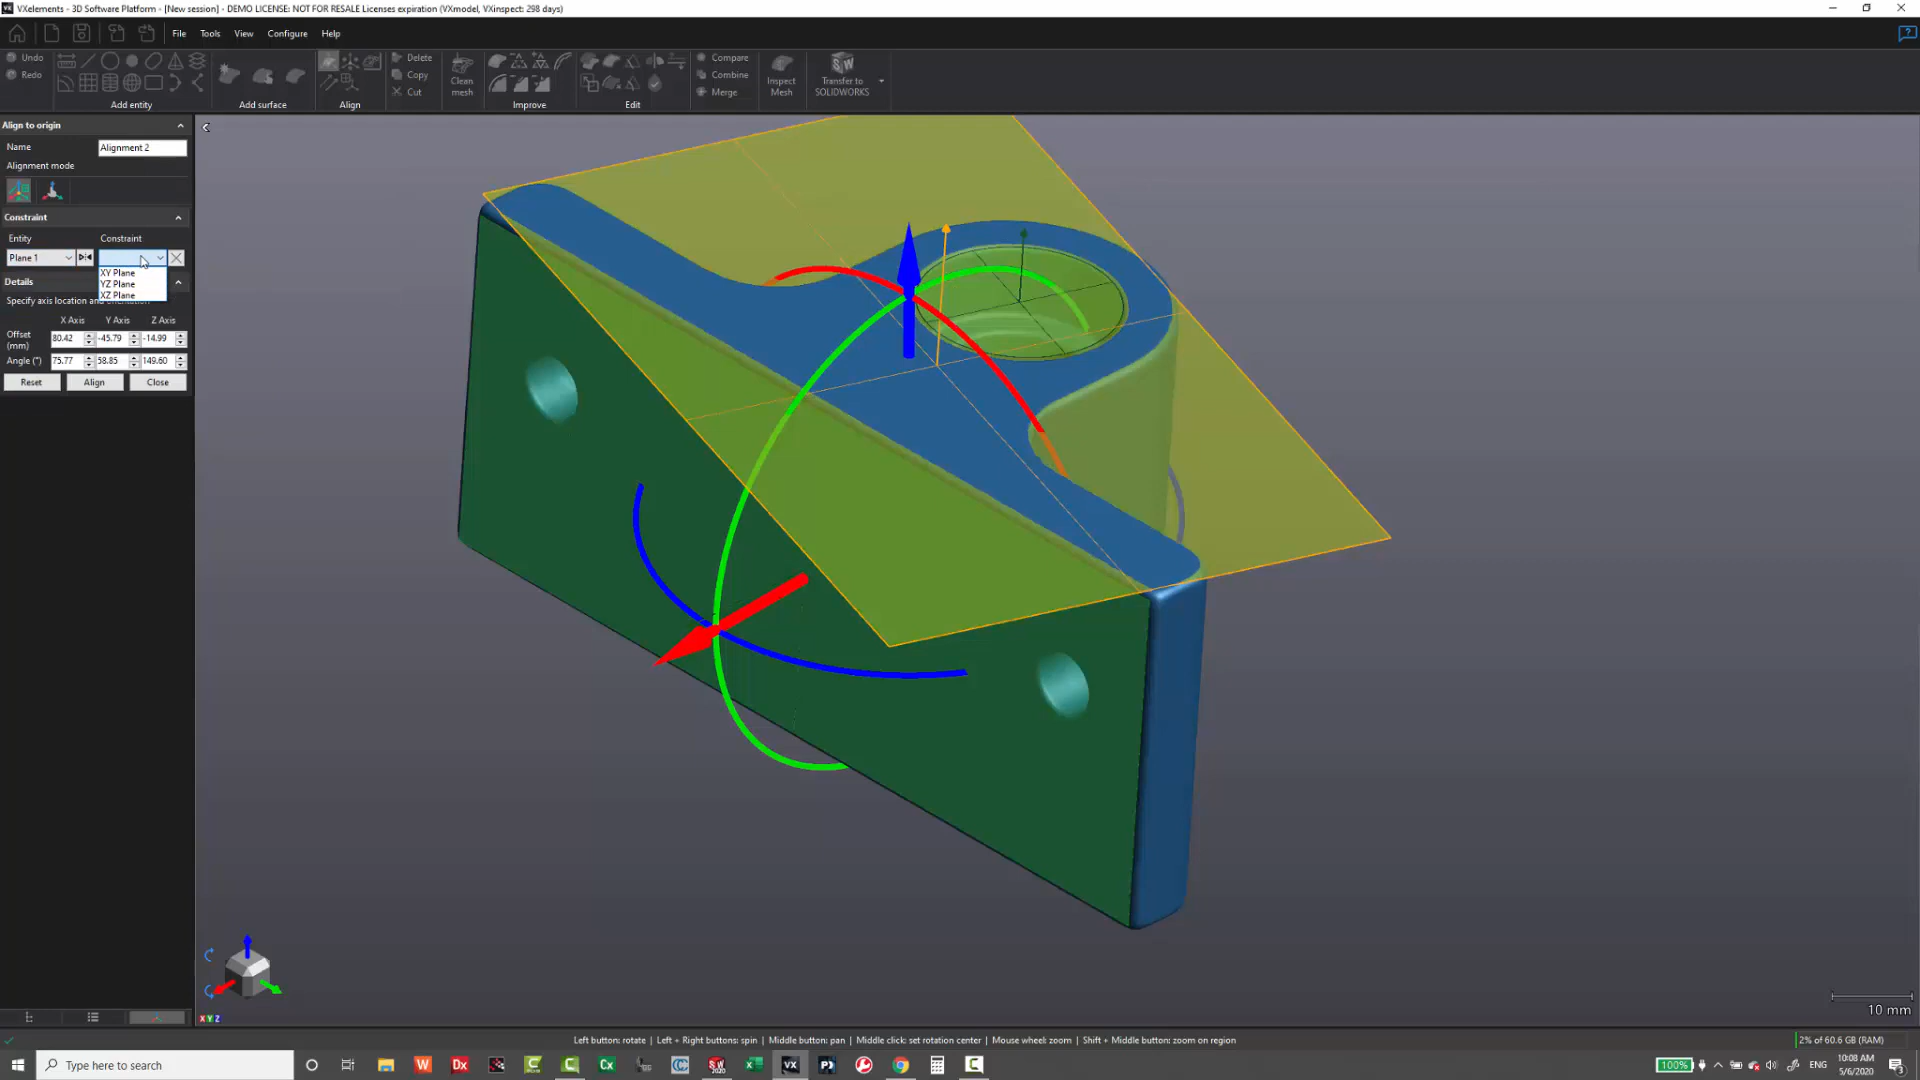 VXelements - 3D Software Platform - [New session] - DEMO LICENSE: NOT FOR RESALE Licenses expiration (VXmodel, VXinspect: 298 days)
File Tools View Configure Help
Undo
Redo
Add entity
Add surface
Align
Delete
Copy
Cut
Clean mesh
Improve
Edit
Compare
Combine
Merge
Inspect Mesh
Transfer to SOLIDWORKS
Align to origin
Name Alignment 2
Alignment mode
Constraint
Entity Constraint
Plane 1
XY Plane
YZ Plane
XZ Plane
Details
Specify axis location and orientation
X Axis Y Axis Z Axis
Offset (mm) 80.42 -45.79 -14.99
Angle (°) 75.77 58.85 149.60
Reset Align Close
XYZ
10 mm
Left button: rotate | Left + Right buttons: spin | Middle button: pan | Middle click: set rotation center | Mouse wheel: zoom | Shift + Middle button: zoom on region
2% of 60.6 GB (RAM)
Type here to search
100%
ENG
10:08 AM
5/6/2020